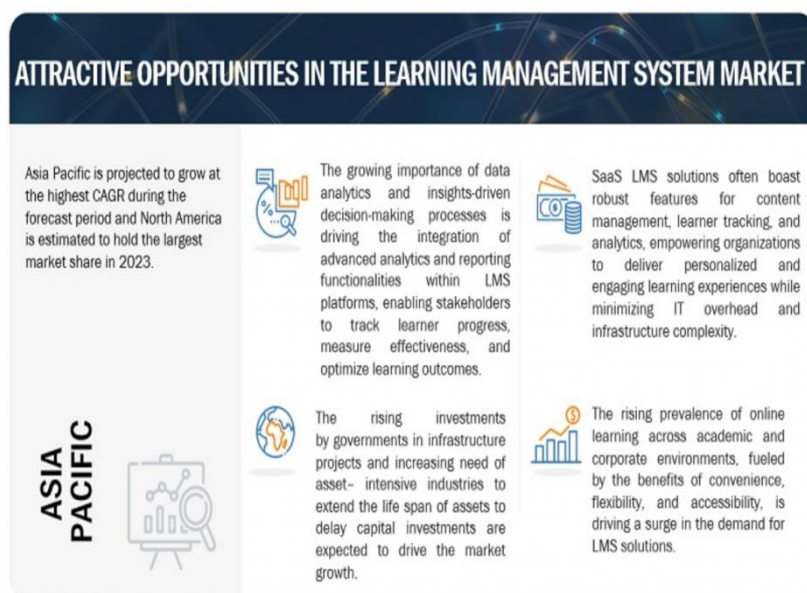 ATTRACTIVE OPPORTUNITIES IN THE LEARNING MANAGEMENT SYSTEM MARKET
Asia Pacific is projected to grow at
the highest CAGR during the
forecast period and North America
is estimated to hold the largest
market share in 2023.
ASIA
PACIFIC
The growing importance of data
analytics and insights-driven
decision-making processes is
driving the integration of
advanced analytics and reporting
functionalities within LMS
platforms, enabling stakeholders
to track learner progress,
measure effectiveness, and
optimize learning outcomes.
SaaS LMS solutions often boast
robust features for content
management, learner tracking, and
analytics, empowering organizations
to deliver personalized and
engaging learning experiences while
minimizing IT overhead and
infrastructure complexity.
The rising investments
by governments in infrastructure
projects and increasing need of
asset– intensive industries to
extend the life span of assets to
delay capital investments are
expected to drive the market
growth.
The rising prevalence of online
learning across academic and
corporate environments, fueled
by the benefits of convenience,
flexibility, and accessibility, is
driving a surge in the demand for
LMS solutions.